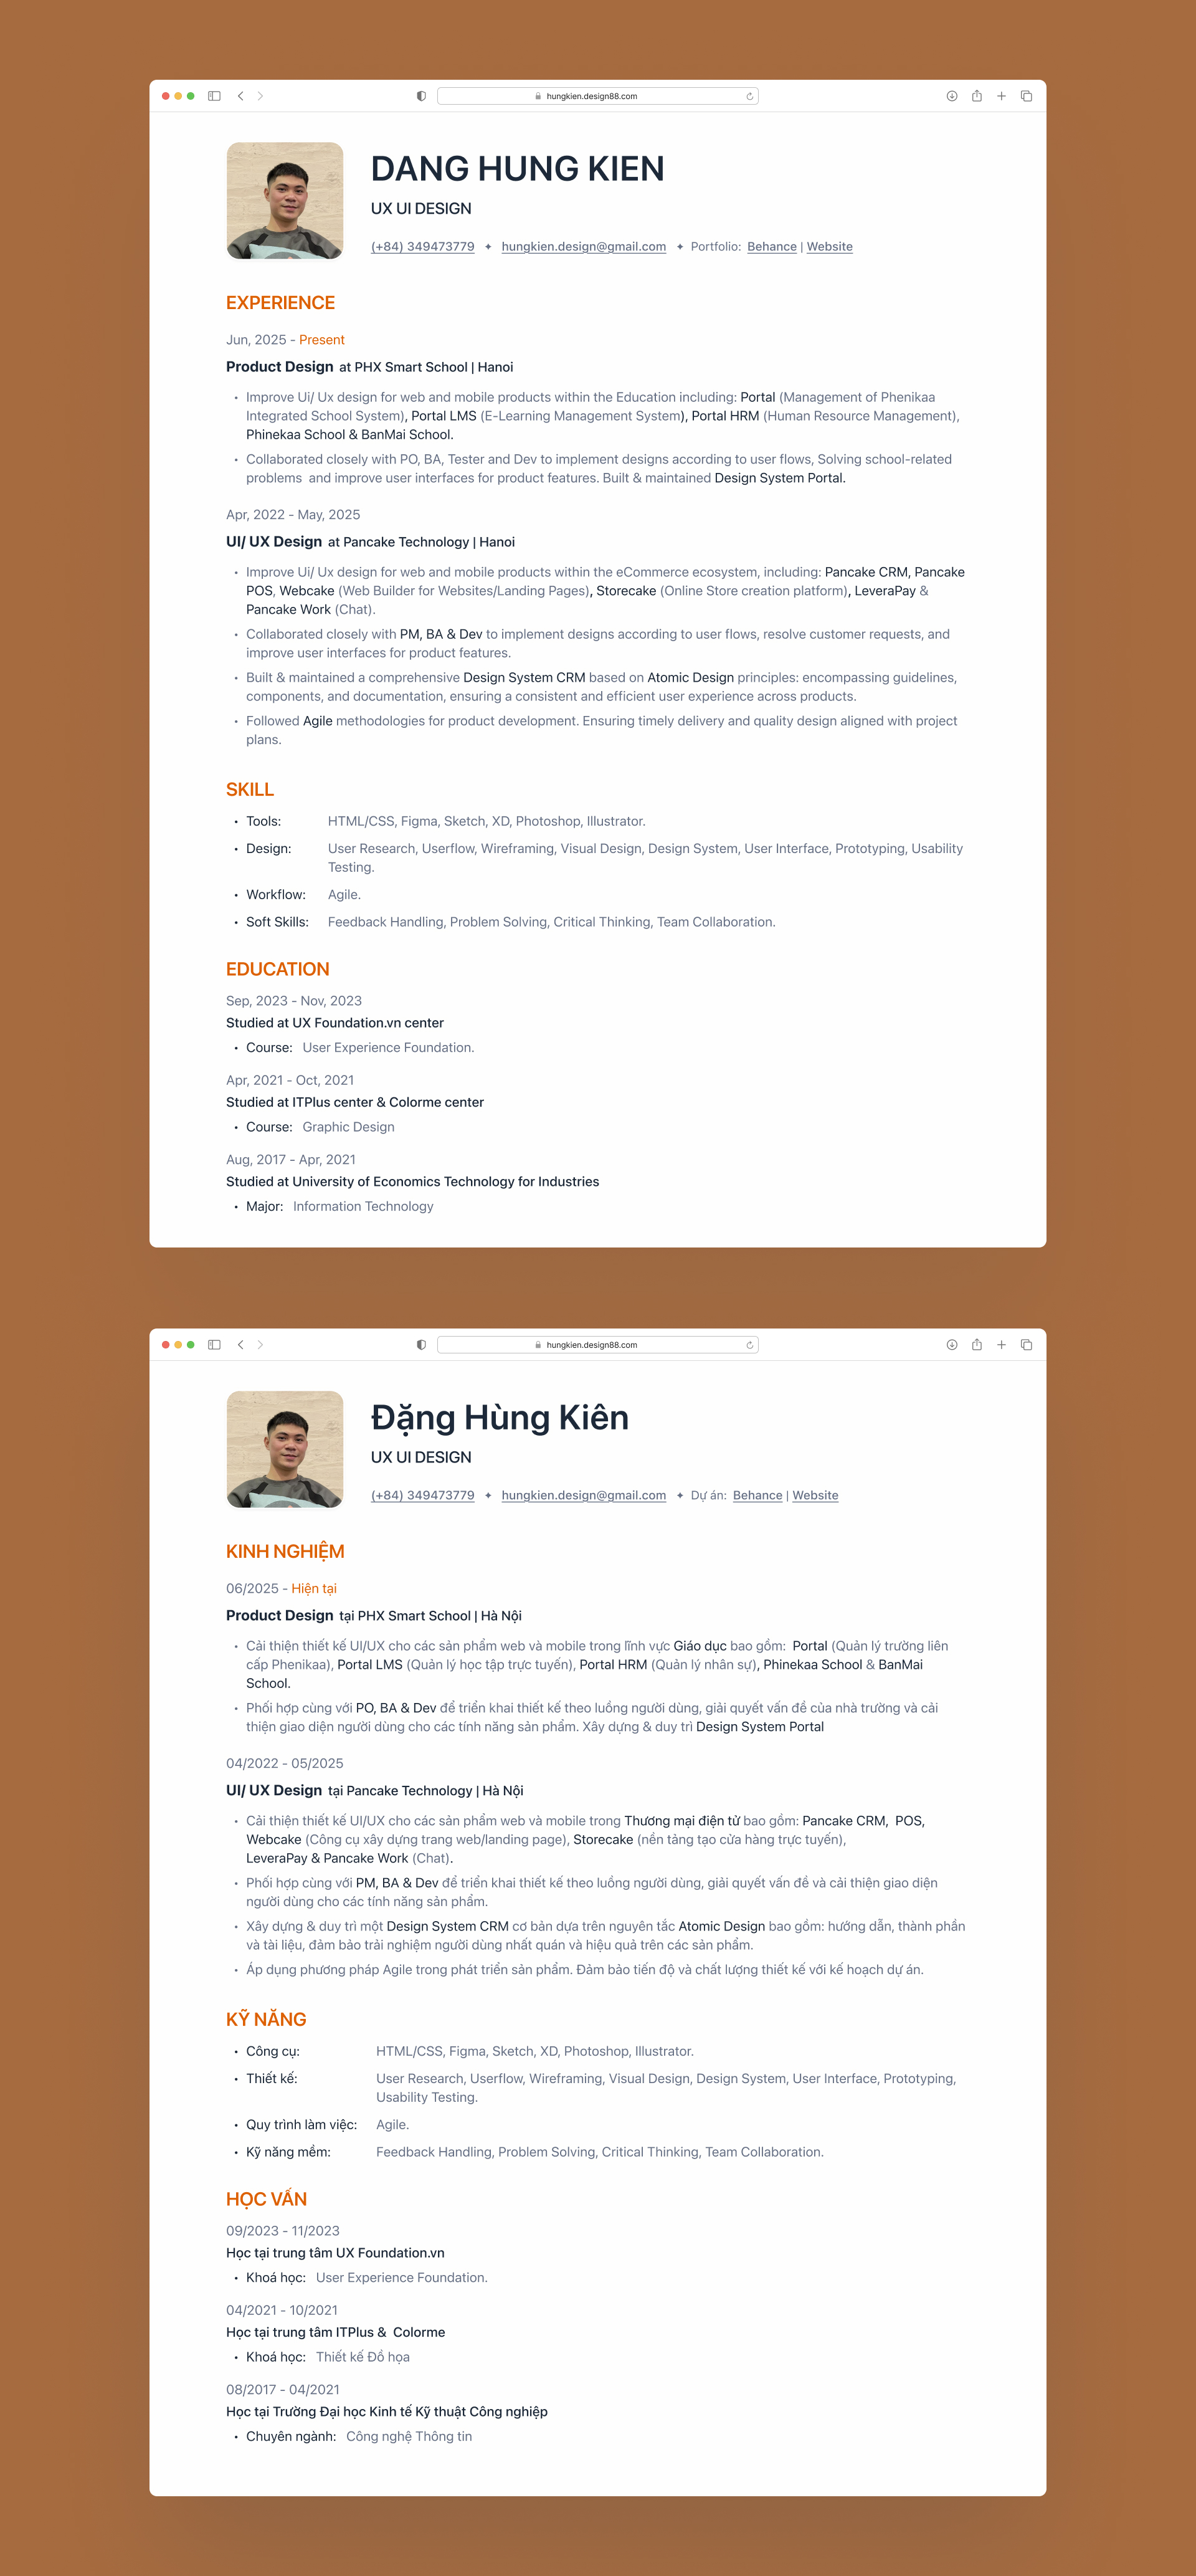 hungkien.design88.com
DANG HUNG KIEN
UX UI DESIGN
(+84) 349473779 ✦ hungkien.design@gmail.com ✦ Portfolio: Behance | Website
EXPERIENCE
Jun, 2025 - Present
Product Design at PHX Smart School | Hanoi
• Improve Ui/ Ux design for web and mobile products within the Education including: Portal (Management of Phenikaa
Integrated School System), Portal LMS (E-Learning Management System), Portal HRM (Human Resource Management),
Phinekaa School & BanMai School.
• Collaborated closely with PO, BA, Tester and Dev to implement designs according to user flows, Solving school-related
problems and improve user interfaces for product features. Built & maintained Design System Portal.
Apr, 2022 - May, 2025
UI/ UX Design at Pancake Technology | Hanoi
• Improve Ui/ Ux design for web and mobile products within the eCommerce ecosystem, including: Pancake CRM, Pancake
POS, Webcake (Web Builder for Websites/Landing Pages), Storecake (Online Store creation platform), LeveraPay &
Pancake Work (Chat).
• Collaborated closely with PM, BA & Dev to implement designs according to user flows, resolve customer requests, and
improve user interfaces for product features.
• Built & maintained a comprehensive Design System CRM based on Atomic Design principles: encompassing guidelines,
components, and documentation, ensuring a consistent and efficient user experience across products.
• Followed Agile methodologies for product development. Ensuring timely delivery and quality design aligned with project
plans.
SKILL
• Tools: HTML/CSS, Figma, Sketch, XD, Photoshop, Illustrator.
• Design: User Research, Userflow, Wireframing, Visual Design, Design System, User Interface, Prototyping, Usability
Testing.
• Workflow: Agile.
• Soft Skills: Feedback Handling, Problem Solving, Critical Thinking, Team Collaboration.
EDUCATION
Sep, 2023 - Nov, 2023
Studied at UX Foundation.vn center
• Course: User Experience Foundation.
Apr, 2021 - Oct, 2021
Studied at ITPlus center & Colorme center
• Course: Graphic Design
Aug, 2017 - Apr, 2021
Studied at University of Economics Technology for Industries
• Major: Information Technology
hungkien.design88.com
Đặng Hùng Kiên
UX UI DESIGN
(+84) 349473779 ✦ hungkien.design@gmail.com ✦ Dự án: Behance | Website
KINH NGHIỆM
06/2025 - Hiện tại
Product Design tại PHX Smart School | Hà Nội
• Cải thiện thiết kế UI/UX cho các sản phẩm web và mobile trong lĩnh vực Giáo dục bao gồm: Portal (Quản lý trường liên
cấp Phenikaa), Portal LMS (Quản lý học tập trực tuyến), Portal HRM (Quản lý nhân sự), Phinekaa School & BanMai
School.
• Phối hợp cùng với PO, BA & Dev để triển khai thiết kế theo luồng người dùng, giải quyết vấn đề của nhà trường và cải
thiện giao diện người dùng cho các tính năng sản phẩm. Xây dựng & duy trì Design System Portal
04/2022 - 05/2025
UI/ UX Design tại Pancake Technology | Hà Nội
• Cải thiện thiết kế UI/UX cho các sản phẩm web và mobile trong Thương mại điện tử bao gồm: Pancake CRM, POS,
Webcake (Công cụ xây dựng trang web/landing page), Storecake (nền tảng tạo cửa hàng trực tuyến),
LeveraPay & Pancake Work (Chat).
• Phối hợp cùng với PM, BA & Dev để triển khai thiết kế theo luồng người dùng, giải quyết vấn đề và cải thiện giao diện
người dùng cho các tính năng sản phẩm.
• Xây dựng & duy trì một Design System CRM cơ bản dựa trên nguyên tắc Atomic Design bao gồm: hướng dẫn, thành phần
và tài liệu, đảm bảo trải nghiệm người dùng nhất quán và hiệu quả trên các sản phẩm.
• Áp dụng phương pháp Agile trong phát triển sản phẩm. Đảm bảo tiến độ và chất lượng thiết kế với kế hoạch dự án.
KỸ NĂNG
• Công cụ: HTML/CSS, Figma, Sketch, XD, Photoshop, Illustrator.
• Thiết kế: User Research, Userflow, Wireframing, Visual Design, Design System, User Interface, Prototyping,
Usability Testing.
• Quy trình làm việc: Agile.
• Kỹ năng mềm: Feedback Handling, Problem Solving, Critical Thinking, Team Collaboration.
HỌC VẤN
09/2023 - 11/2023
Học tại trung tâm UX Foundation.vn
• Khoá học: User Experience Foundation.
04/2021 - 10/2021
Học tại trung tâm ITPlus & Colorme
• Khoá học: Thiết kế Đồ họa
08/2017 - 04/2021
Học tại Trường Đại học Kinh tế Kỹ thuật Công nghiệp
• Chuyên ngành: Công nghệ Thông tin